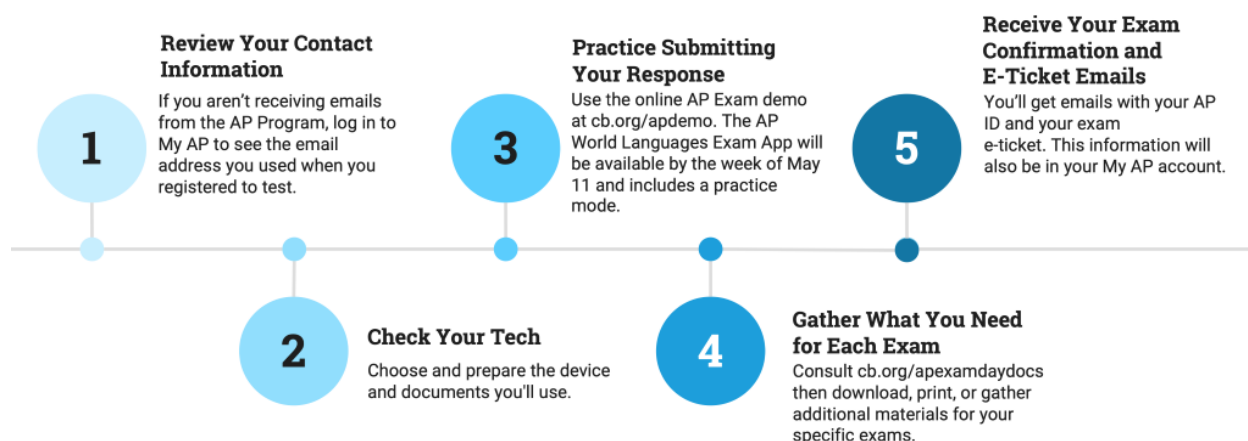 1
Review Your Contact
Information
If you aren't receiving emails
from the AP Program, log in to
My AP to see the email
address you used when you
registered to test.
2
Check Your Tech
Choose and prepare the device
and documents you'll use.
3
Practice Submitting
Your Response
Use the online AP Exam demo
at cb.org/apdemo. The AP
World Languages Exam App will
be available by the week of May
11 and includes a practice
mode.
4
Gather What You Need
for Each Exam
Consult cb.org/apexamdaydocs
then download, print, or gather
additional materials for your
specific exams.
5
Receive Your Exam
Confirmation and
E-Ticket Emails
You'll get emails with your AP
ID and your exam
e-ticket. This information will
also be in your My AP account.